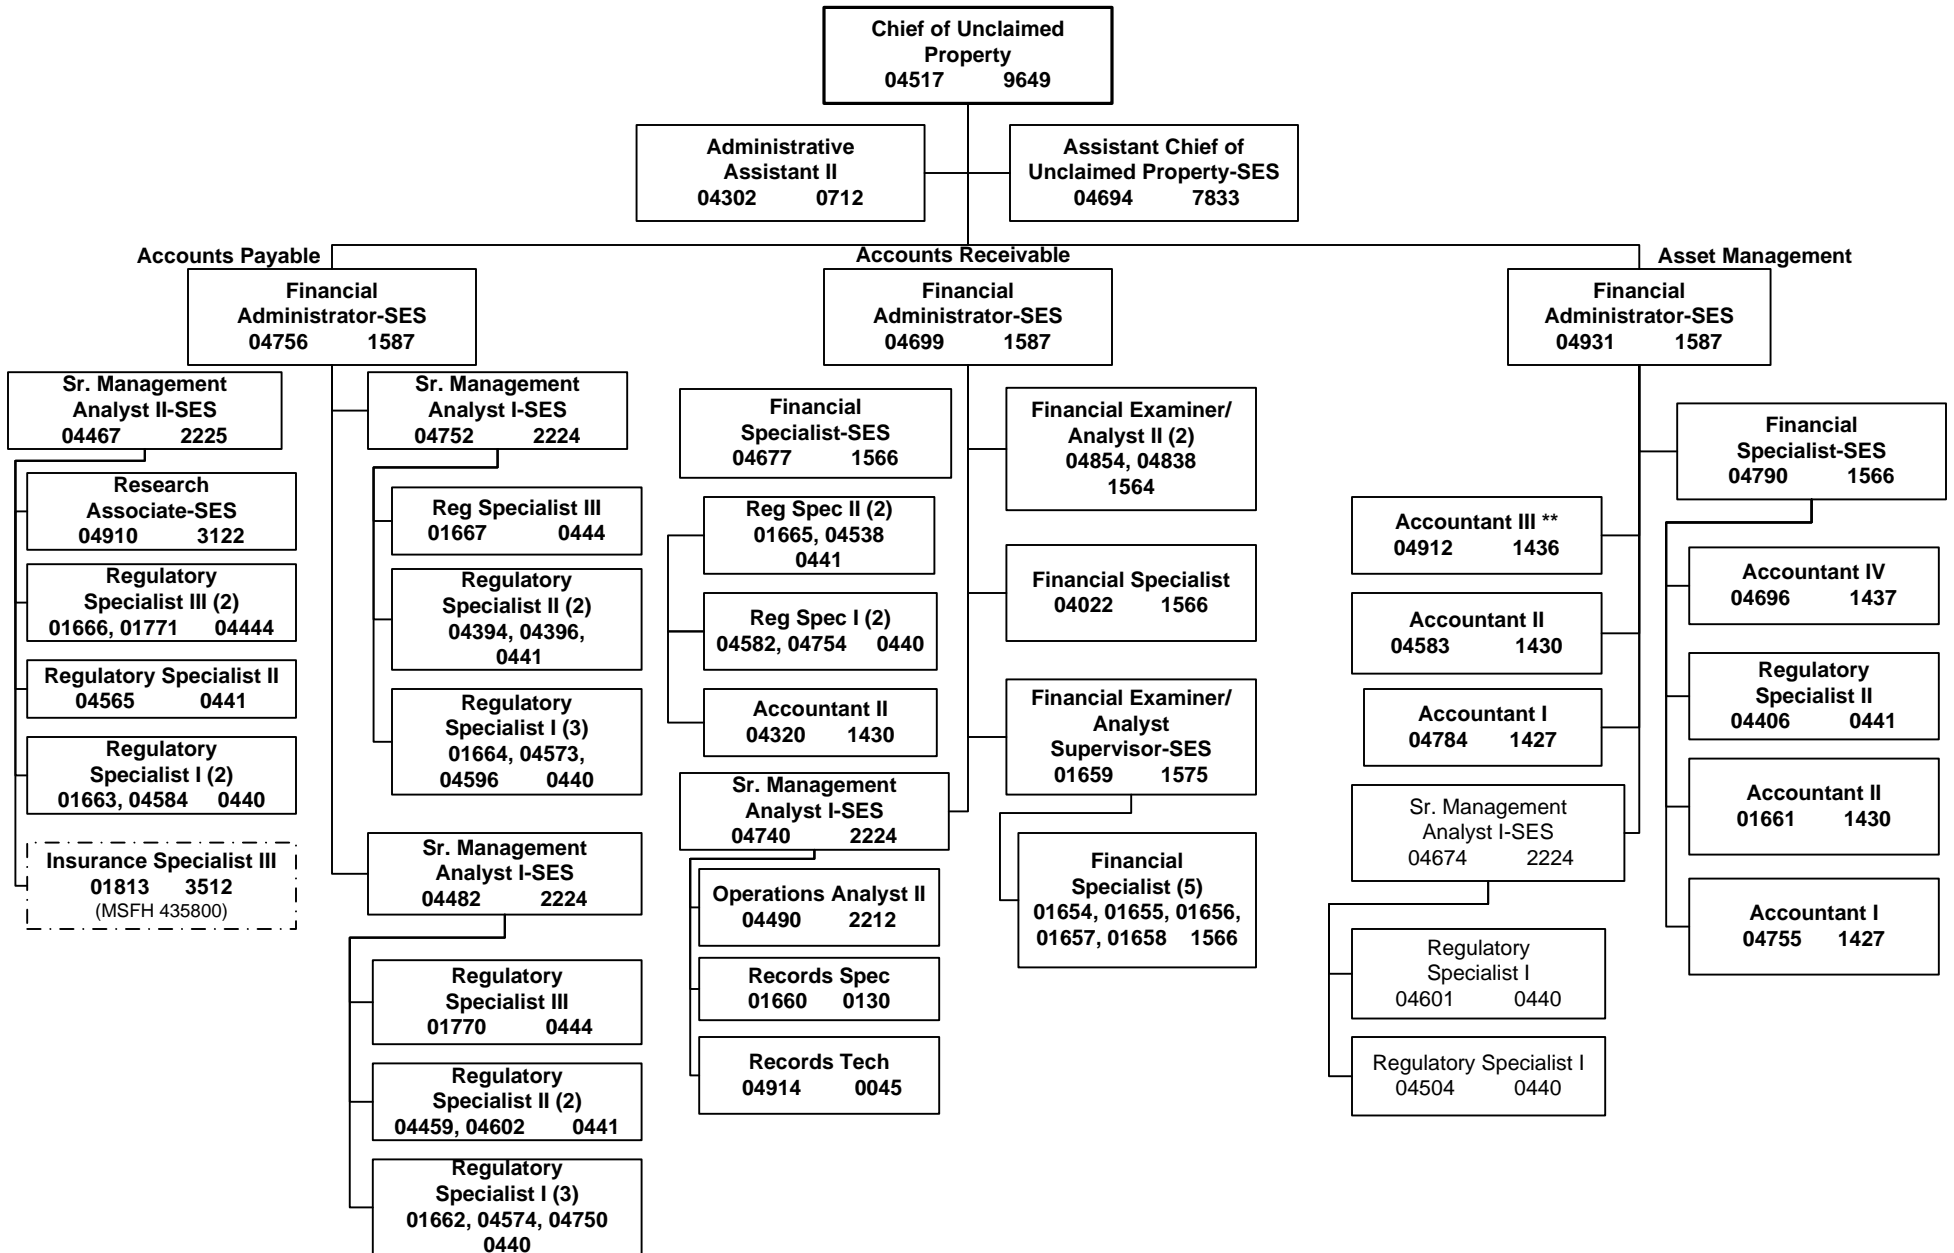 Chief of Unclaimed
Property
04517 9649
Administrative
Assistant II
04302 0712
Assistant Chief of
Unclaimed Property-SES
04694 7833
Accounts Payable
Financial
Administrator-SES
04756 1587
Sr. Management
Analyst II-SES
04467 2225
Research
Associate-SES
04910 3122
Regulatory
Specialist III (2)
01666, 01771 04444
Regulatory Specialist II
04565 0441
Regulatory
Specialist I (2)
01663, 04584 0440
Insurance Specialist III
01813 3512
(MSFH 435800)
Sr. Management
Analyst I-SES
04752 2224
Reg Specialist III
01667 0444
Regulatory
Specialist II (2)
04394, 04396,
0441
Regulatory
Specialist I (3)
01664, 04573,
04596 0440
Sr. Management
Analyst I-SES
04482 2224
Regulatory
Specialist III
01770 0444
Regulatory
Specialist II (2)
04459, 04602 0441
Regulatory
Specialist I (3)
01662, 04574, 04750
0440
Accounts Receivable
Financial
Administrator-SES
04699 1587
Financial
Specialist-SES
04677 1566
Reg Spec II (2)
01665, 04538
0441
Reg Spec I (2)
04582, 04754 0440
Accountant II
04320 1430
Sr. Management
Analyst I-SES
04740 2224
Operations Analyst II
04490 2212
Records Spec
01660 0130
Records Tech
04914 0045
Financial Examiner/
Analyst II (2)
04854, 04838
1564
Financial Specialist
04022 1566
Financial Examiner/
Analyst
Supervisor-SES
01659 1575
Financial
Specialist (5)
01654, 01655, 01656,
01657, 01658 1566
Asset Management
Financial
Administrator-SES
04931 1587
Accountant III **
04912 1436
Accountant II
04583 1430
Accountant I
04784 1427
Sr. Management
Analyst I-SES
04674 2224
Regulatory
Specialist I
04601 0440
Regulatory Specialist I
04504 0440
Financial
Specialist-SES
04790 1566
Accountant IV
04696 1437
Regulatory
Specialist II
04406 0441
Accountant II
01661 1430
Accountant I
04755 1427